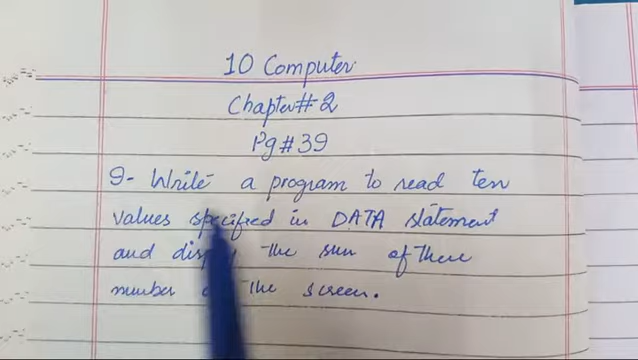 10 Computer
Chapter#-2
Pg#39
9- Write a program to read ten
values specified in DATA statement
and display the sum of these
number the screen.